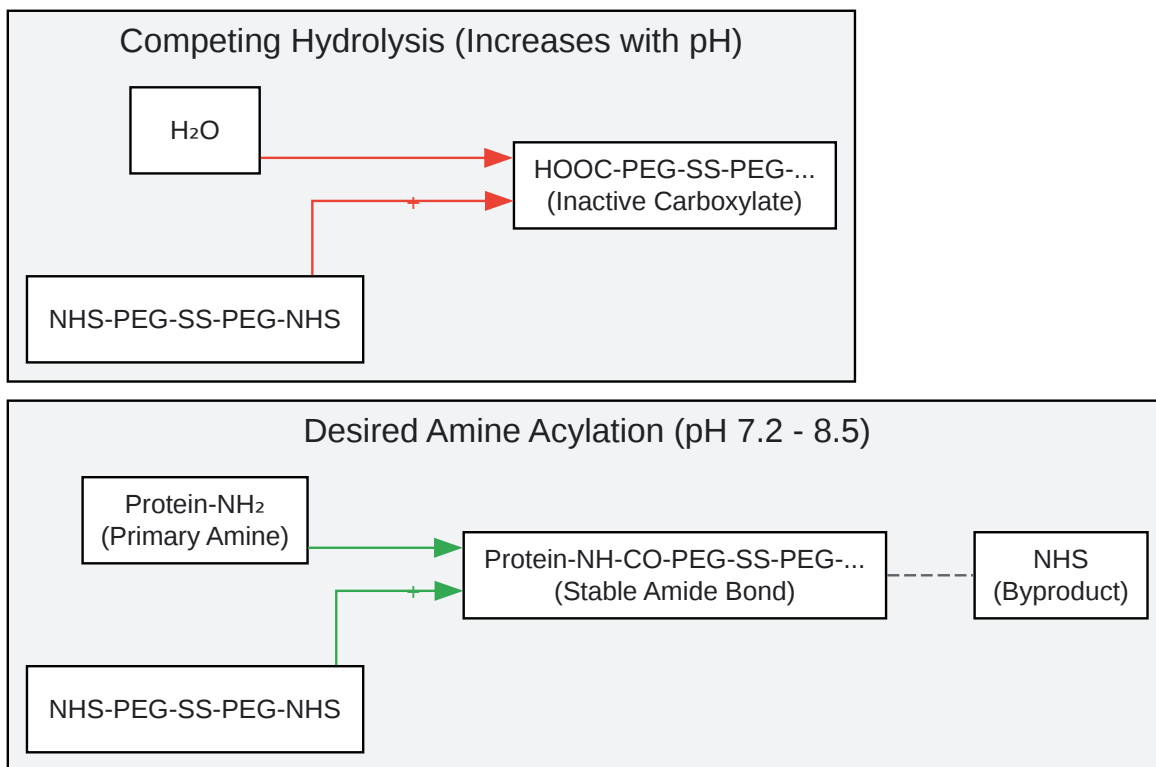 Competing Hydrolysis (Increases with pH)
H₂O
HOOC-PEG-SS-PEG-...
(Inactive Carboxylate)
+
NHS-PEG-SS-PEG-NHS
Desired Amine Acylation (pH 7.2 - 8.5)
Protein-NH₂
(Primary Amine)
Protein-NH-CO-PEG-SS-PEG-...
(Stable Amide Bond)
NHS
(Byproduct)
+
NHS-PEG-SS-PEG-NHS